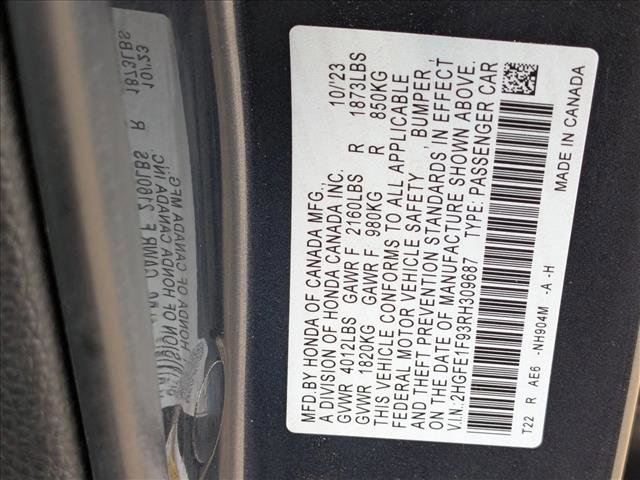 MFD.BY HONDA OF CANADA MFG. 10/'23
A DIVISION OF HONDA CANADA INC.
GVWR 4012LBS GAWR F 2160LBS R 1873LBS
GVWR 1820KG GAWR F 980KG R 850KG
THIS VEHICLE CONFORMS TO ALL APPLICABLE
FEDERAL MOTOR VEHICLE SAFETY , BUMPER ,
AND THEFT PREVENTION STANDARDS IN EFFECT
ON THE DATE OF MANUFACTURE SHOWN ABOVE.
V.I.N:2HGFE1F93RH309687 TYPE: PASSENGER CAR
T22 R AE6 -NH904M -A -H
MADE IN CANADA